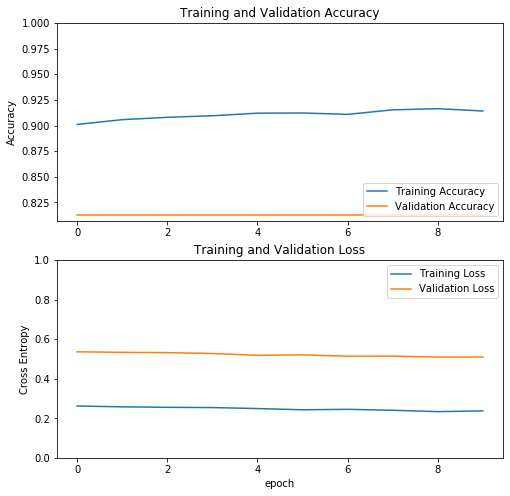 Training and Validation Accuracy
1.000
0.975
0.950
0.925
0.900
0.875
0.850
0.825
Accuracy
Training Accuracy
Validation Accuracy
0 2 4 6 8
Training and Validation Loss
1.0
0.8
0.6
0.4
0.2
0.0
Cross Entropy
Training Loss
Validation Loss
0 2 4 6 8
epoch